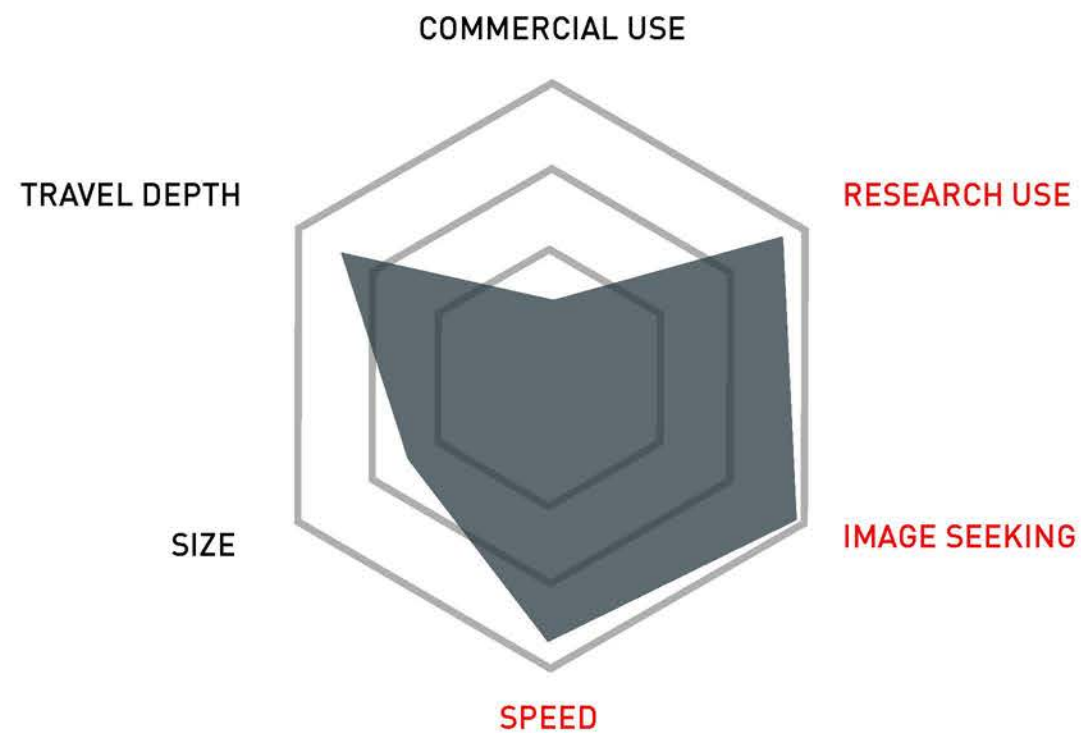 COMMERCIAL USE
TRAVEL DEPTH
RESEARCH USE
SIZE
IMAGE SEEKING
SPEED